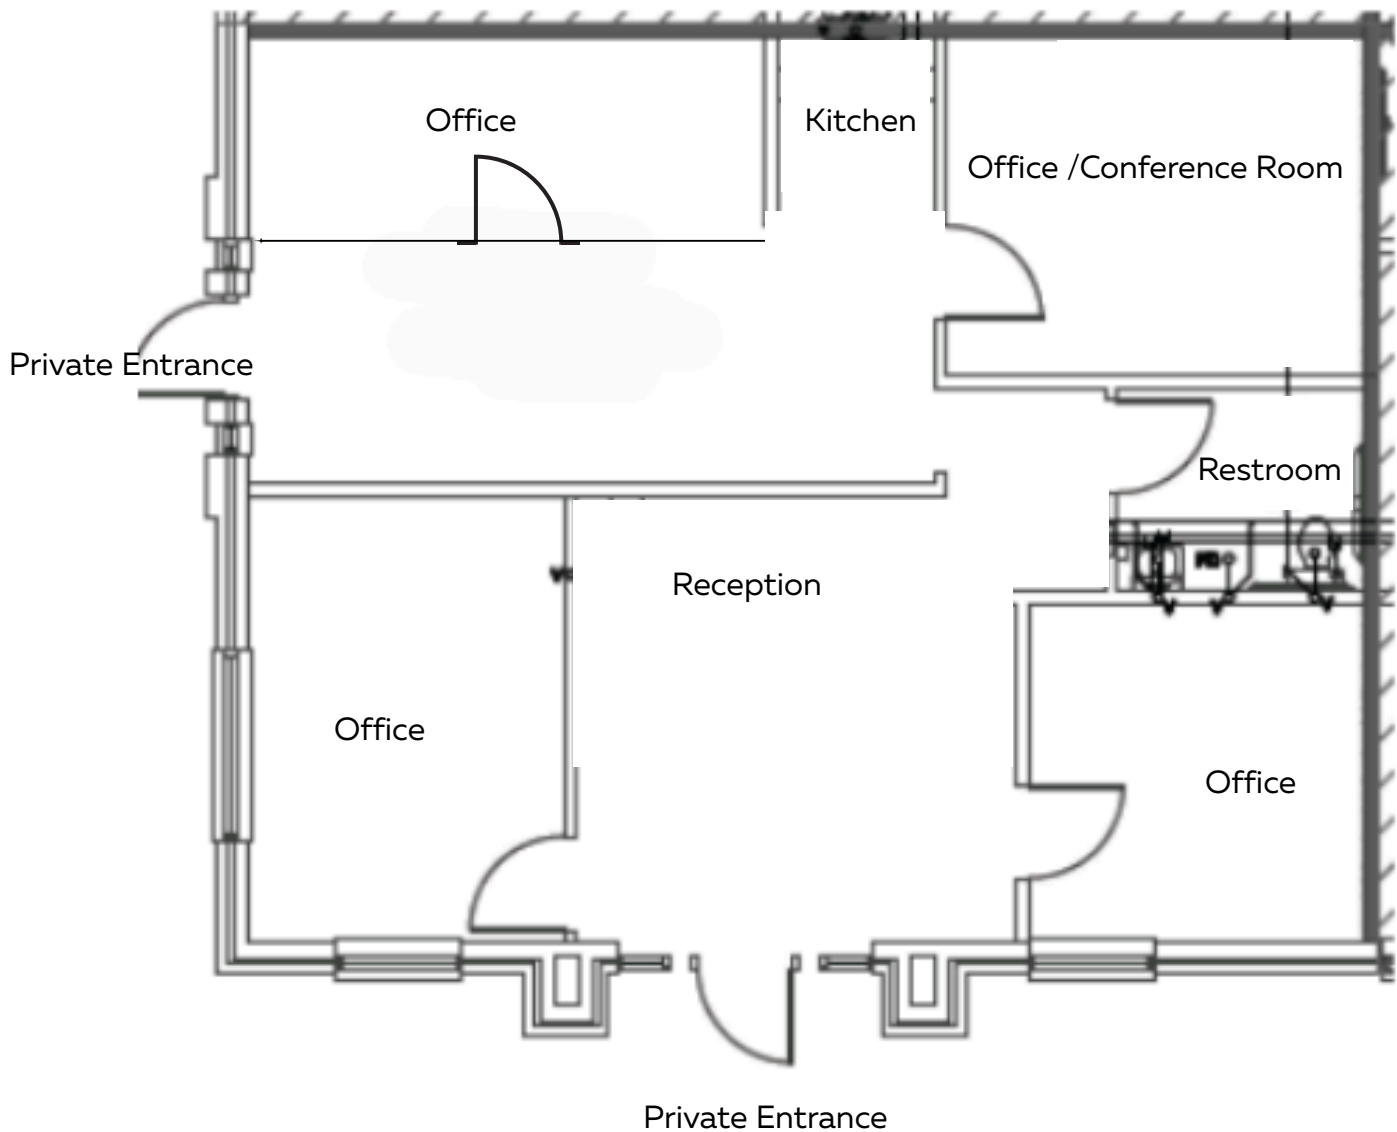 Office
Kitchen
Office /Conference Room
Private Entrance
Restroom
Reception
Office
Office
Private Entrance